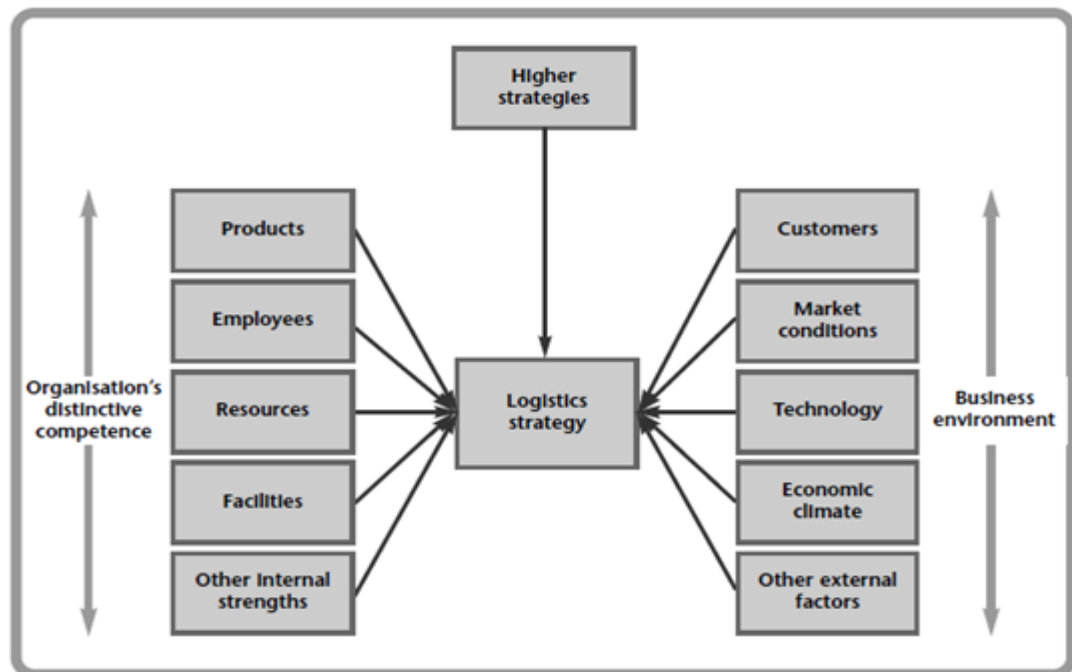 Higher
strategies
Products
Employees
Resources
Facilities
Other internal
strengths
Organisation's
distinctive
competence
Logistics
strategy
Customers
Market
conditions
Technology
Economic
climate
Other external
factors
Business
environment